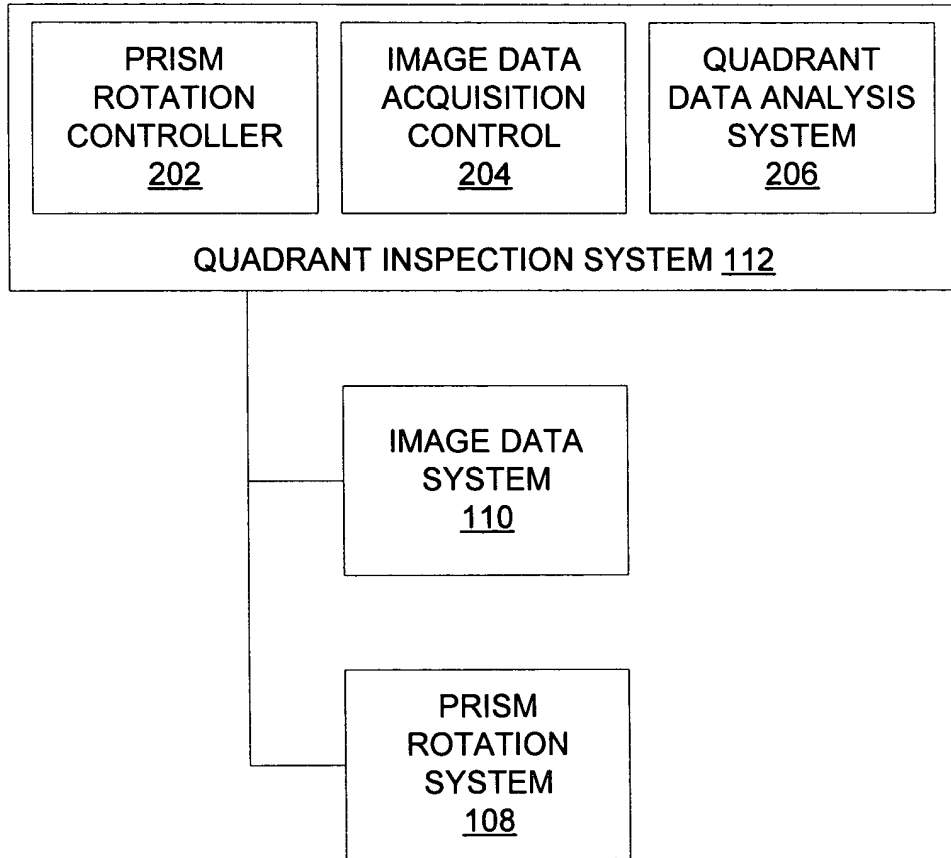 PRISM
ROTATION
CONTROLLER
202
IMAGE DATA
ACQUISITION
CONTROL
204
QUADRANT
DATA ANALYSIS
SYSTEM
206
QUADRANT INSPECTION SYSTEM 112
IMAGE DATA
SYSTEM
110
PRISM
ROTATION
SYSTEM
108